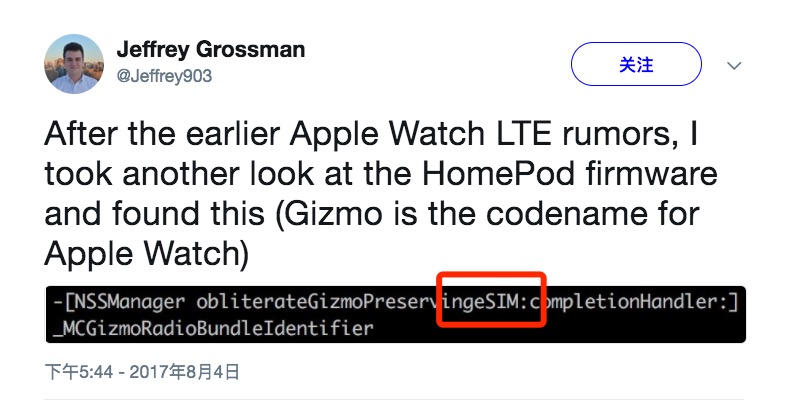 Jeffrey Grossman
@Jeffrey903
关注
After the earlier Apple Watch LTE rumors, I
took another look at the HomePod firmware
and found this (Gizmo is the codename for
Apple Watch)
-[NSSManager obliterateGizmoPreservingeSIM:completionHandler:]
_MCGizmoRadioBundleIdentifier
下午5:44 - 2017年8月4日